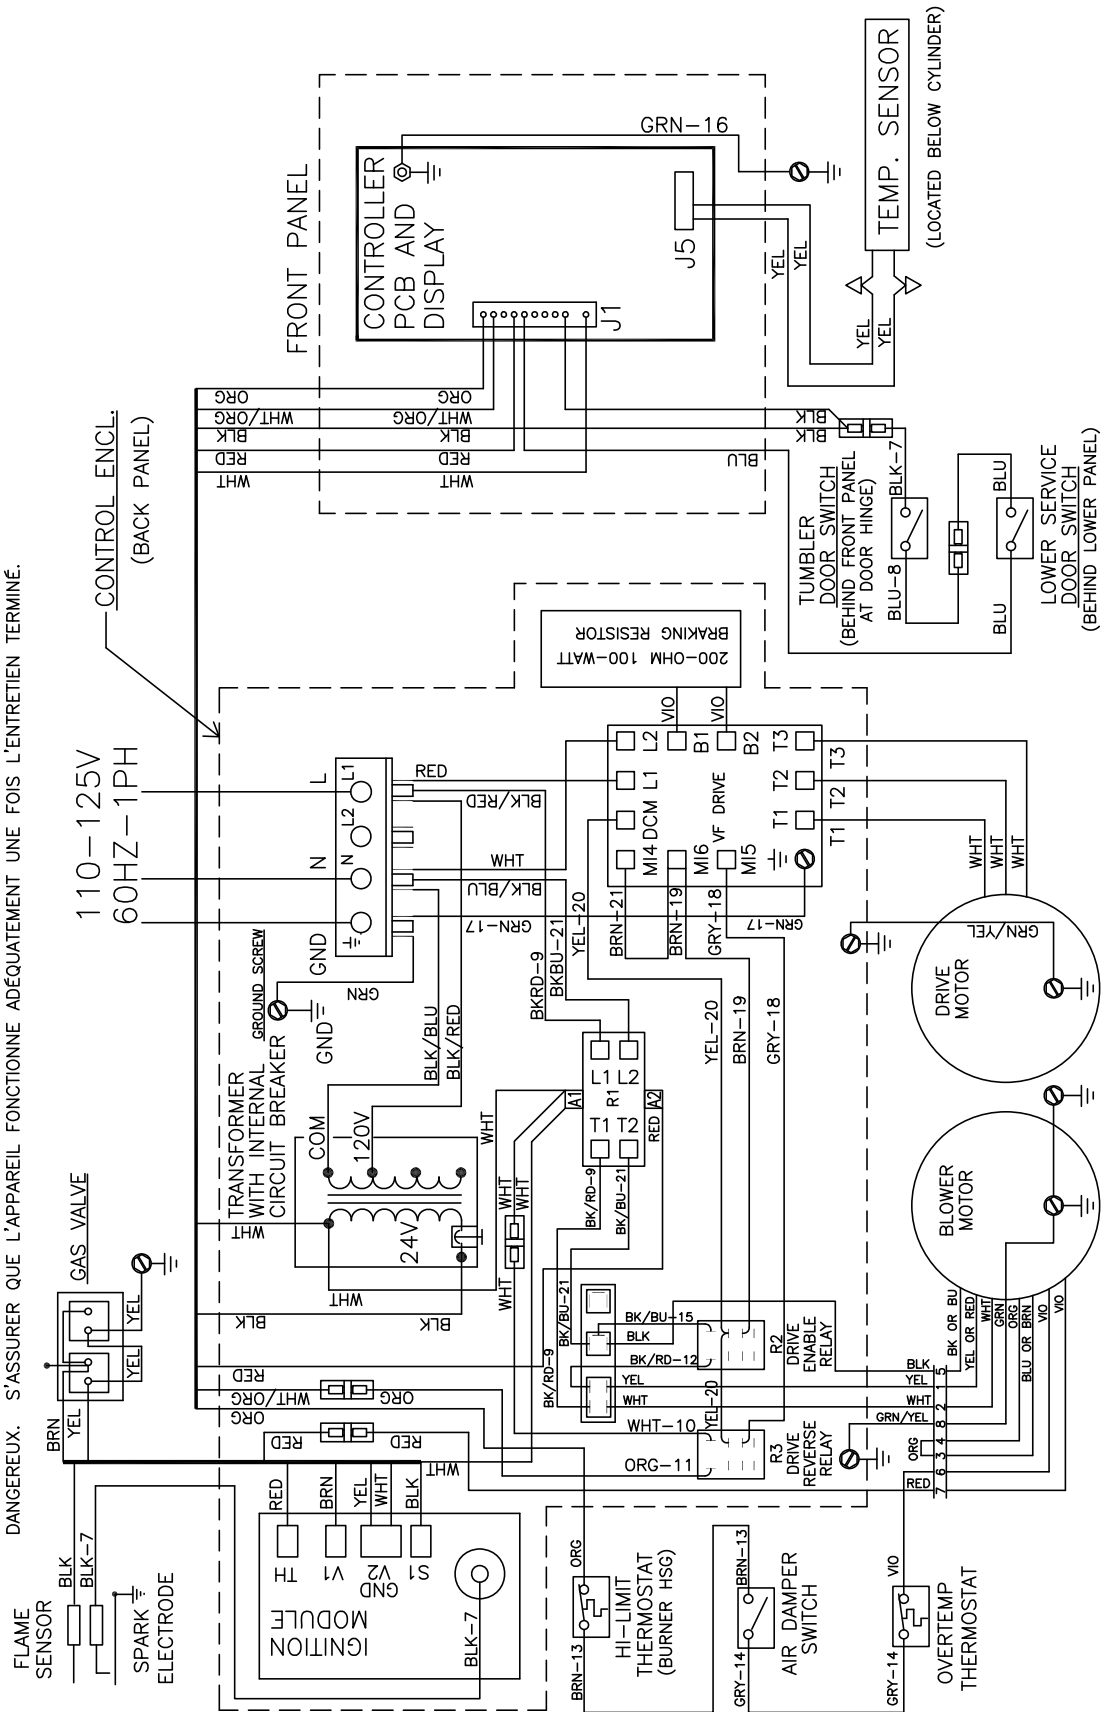 DANGEREUX. S'ASSURER QUE L'APPAREIL FONCTIONNE ADÉQUATEMENT UNE FOIS L'ENTRETIEN TERMINÉ.
FLAME
SENSOR
BLK
BLK-7
SPARK
ELECTRODE
BRN
YEL
GAS VALVE
YEL
YEL
110-125V
60HZ-1PH
CONTROL ENCL.
(BACK PANEL)
FRONT PANEL
CONTROLLER
PCB AND
DISPLAY
J1
J5
GRN-16
YEL
YEL
YEL
YEL
TEMP. SENSOR
(LOCATED BELOW CYLINDER)
ORG
WHT/ORG
BLK
RED
WHT
ORG
WHT/ORG
BLK
RED
WHT
BLU
BLK
BLK
TUMBLER
DOOR SWITCH
(BEHIND FRONT PANEL
AT DOOR HINGE)
BLU-8
BLK-7
BLU
BLU
LOWER SERVICE
DOOR SWITCH
(BEHIND LOWER PANEL)
IGNITION
MODULE
TH
V1
V2
GND
S1
RED
BRN
YEL
WHT
BLK
BLK-7
TRANSFORMER
WITH INTERNAL
CIRCUIT BREAKER
COM
120V
24V
WHT
WHT
BLK
BLK
BLK/BLU
BLK/RED
GND
GROUND SCREW
GRN
GND
N
L
N
L2
L1
RED
BLK/RED
WHT
BLK/BLU
GRN-17
BRAKING RESISTOR
200-OHM 100-WATT
VIO
VIO
L2
B1
B2
T3
L1
T2
DCM
VF DRIVE
T1
MI4
MI6
MI5
T1
T2
T3
GRN-17
BRN-21
BRN-19
GRY-18
YEL-20
BKBU-21
BKRD-9
YEL-20
BRN-19
GRY-18
L1
L2
R1
T1
T2
A1
A2
RED
WHT
WHT
WHT
WHT
BK/RD-9
BK/BU-21
BK/BU-21
BK/RD-9
BK/BU-15
BLK
BK/RD-12
YEL
WHT
YEL-20
WHT-10
ORG-11
R2
DRIVE
ENABLE
RELAY
R3
DRIVE
REVERSE
RELAY
RED
WHT/ORG
ORG
ORG
RED
RED
WHT
WHT
WHT
WHT
GRN/YEL
DRIVE
MOTOR
BLOWER
MOTOR
BK OR BU
YEL OR RED
WHT
GRN
ORG
BLU OR BRN
VIO
VIO
BLK
YEL
WHT
GRN/YEL
ORG
RED
5
1
2
8
4
3
6
7
ORG
BRN-13
HI-LIMIT
THERMOSTAT
(BURNER HSG)
BRN-13
GRY-14
AIR DAMPER
SWITCH
VIO
GRY-14
OVERTEMP
THERMOSTAT